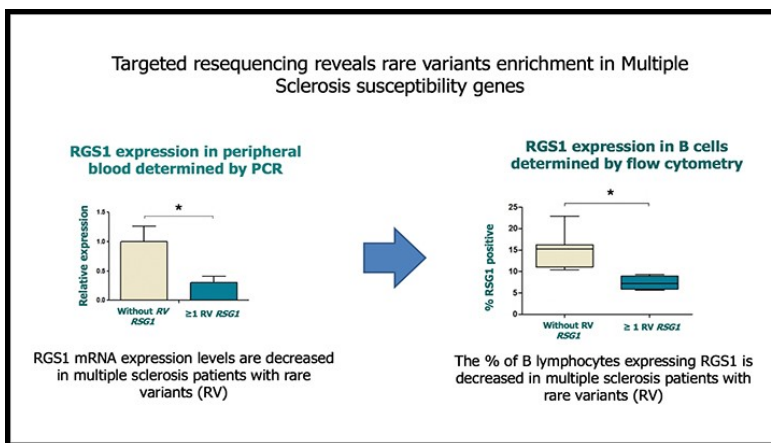 Targeted resequencing reveals rare variants enrichment in Multiple
Sclerosis susceptibility genes
RGS1 expression in peripheral
blood determined by PCR
*
Relative expression
1.5
1.0
0.5
0.0
Without RV
RSG1
≥1 RV RSG1
RGS1 mRNA expression levels are decreased
in multiple sclerosis patients with rare
variants (RV)
RGS1 expression in B cells
determined by flow cytometry
*
% RSG1 positive
25
20
15
10
5
0
Without RV
RSG1
≥ 1 RV RSG1
The % of B lymphocytes expressing RGS1 is
decreased in multiple sclerosis patients with
rare variants (RV)